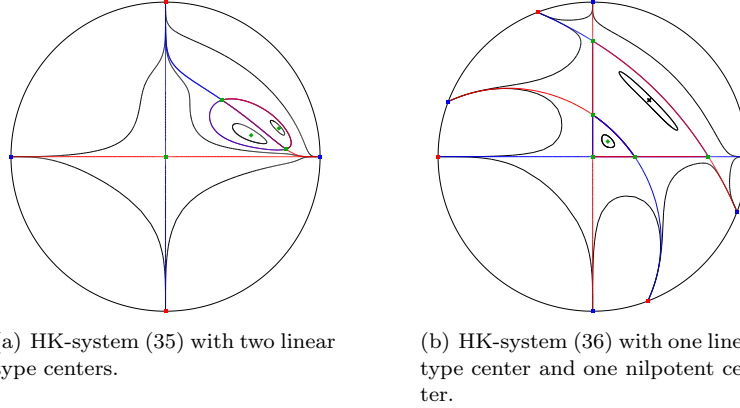 a) HK-system (35) with two linear
ype centers.
(b) HK-system (36) with one line
type center and one nilpotent ce
ter.